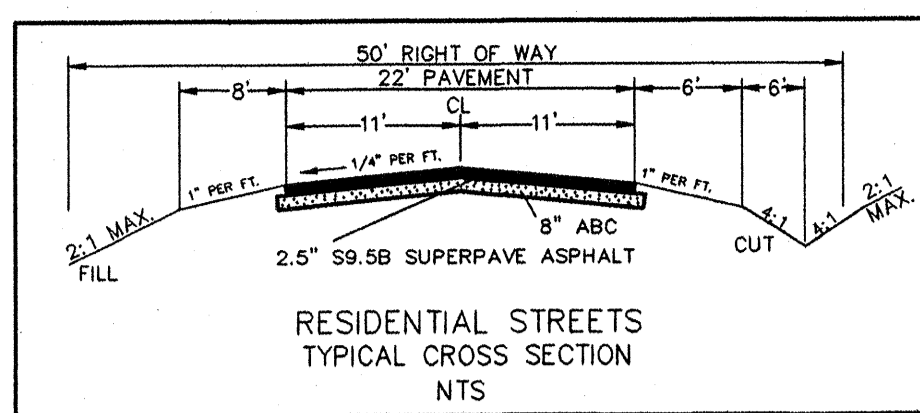 50' RIGHT OF WAY
22' PAVEMENT
8'
CL
6'
6'
11'
11'
1/4" PER FT.
1" PER FT.
1" PER FT.
2:1 MAX.
FILL
8" ABC
2.5" S9.5B SUPERPAVE ASPHALT
4:1
CUT
4:1
2:1
MAX.
RESIDENTIAL STREETS
TYPICAL CROSS SECTION
NTS